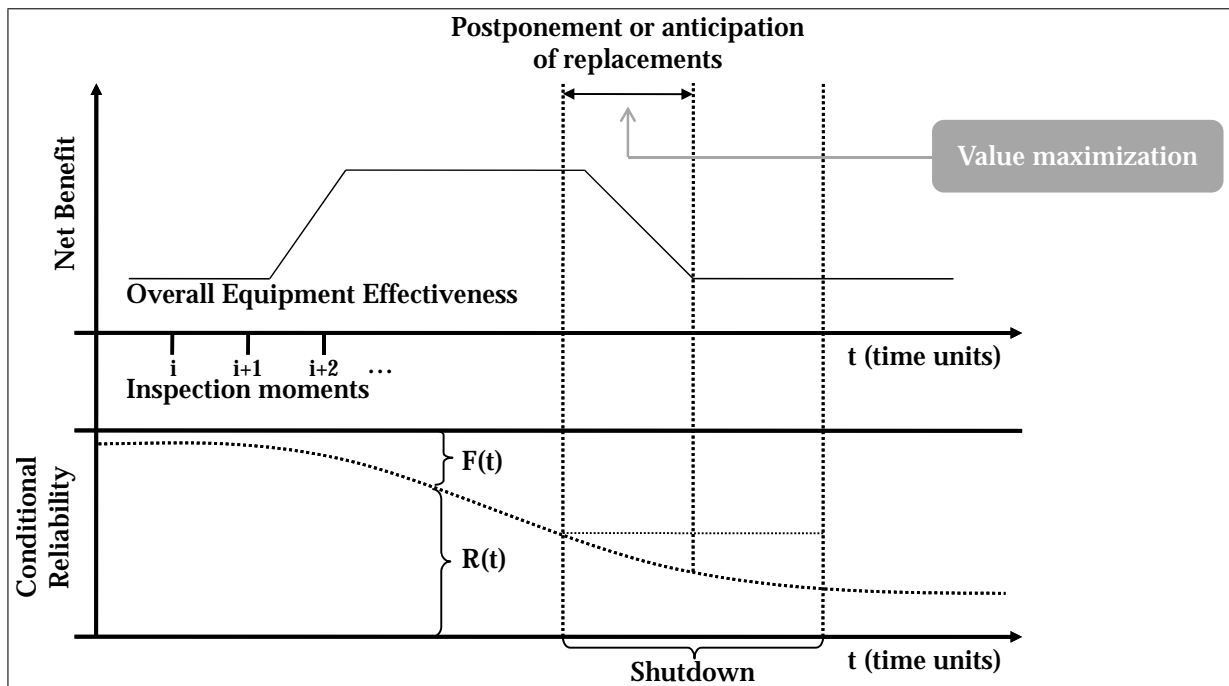 Postponement or anticipation
of replacements
Value maximization
Net Benefit
Overall Equipment Effectiveness
t (time units)
i i+1 i+2 ...
Inspection moments
Conditional
Reliability
F(t)
R(t)
t (time units)
Shutdown